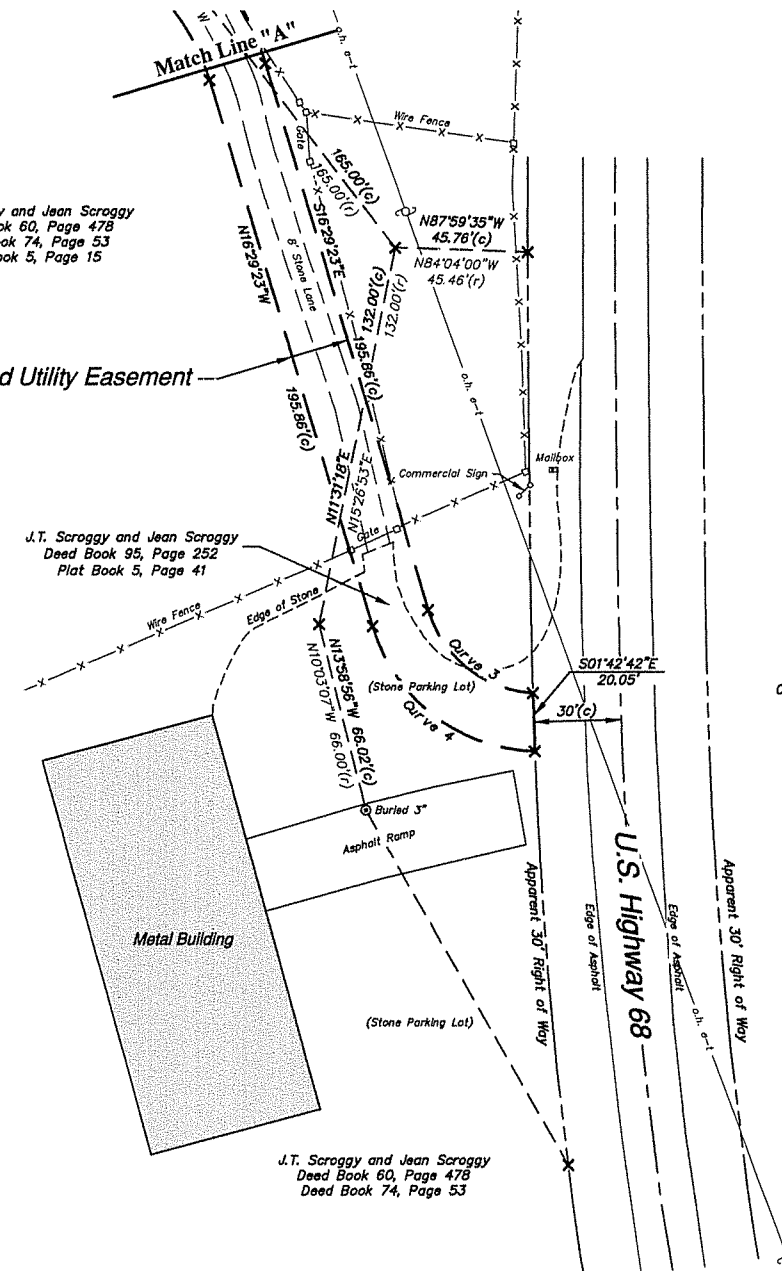 Match Line "A"
W
o.h. e-t
Wire Fence
Gate
165.00'(c)
165.00'(r)
N87°59'35"W
45.76'(c)
N84°04'00"W
45.46'(r)
y and Jean Scroggy
ok 60, Page 478
ok 74, Page 53
ook 5, Page 15
N16°29'23"W
8' Stone Lane
S16°29'23"E
132.00'(c)
132.00'(r)
195.86'(c)
d Utility Easement
195.86'(c)
o.h. e-t
N11°31'18"E
N15°26'53"E
Commercial Sign
Mailbox
J.T. Scroggy and Jean Scroggy
Deed Book 95, Page 252
Plat Book 5, Page 41
Gate
Wire Fence
Edge of Stone
Curve 3
S01°42'42"E
20.05'
N13°58'56"W 66.02'(c)
N10°03'07"W 66.00'(r)
(Stone Parking Lot)
Curve 4
30'(c)
Buried 3"
Asphalt Ramp
Metal Building
Apparent 30' Right of Way
Edge of Asphalt
U.S. Highway 68
Edge of Asphalt
Apparent 30' Right of Way
(Stone Parking Lot)
o.h. e-t
J.T. Scroggy and Jean Scroggy
Deed Book 60, Page 478
Deed Book 74, Page 53